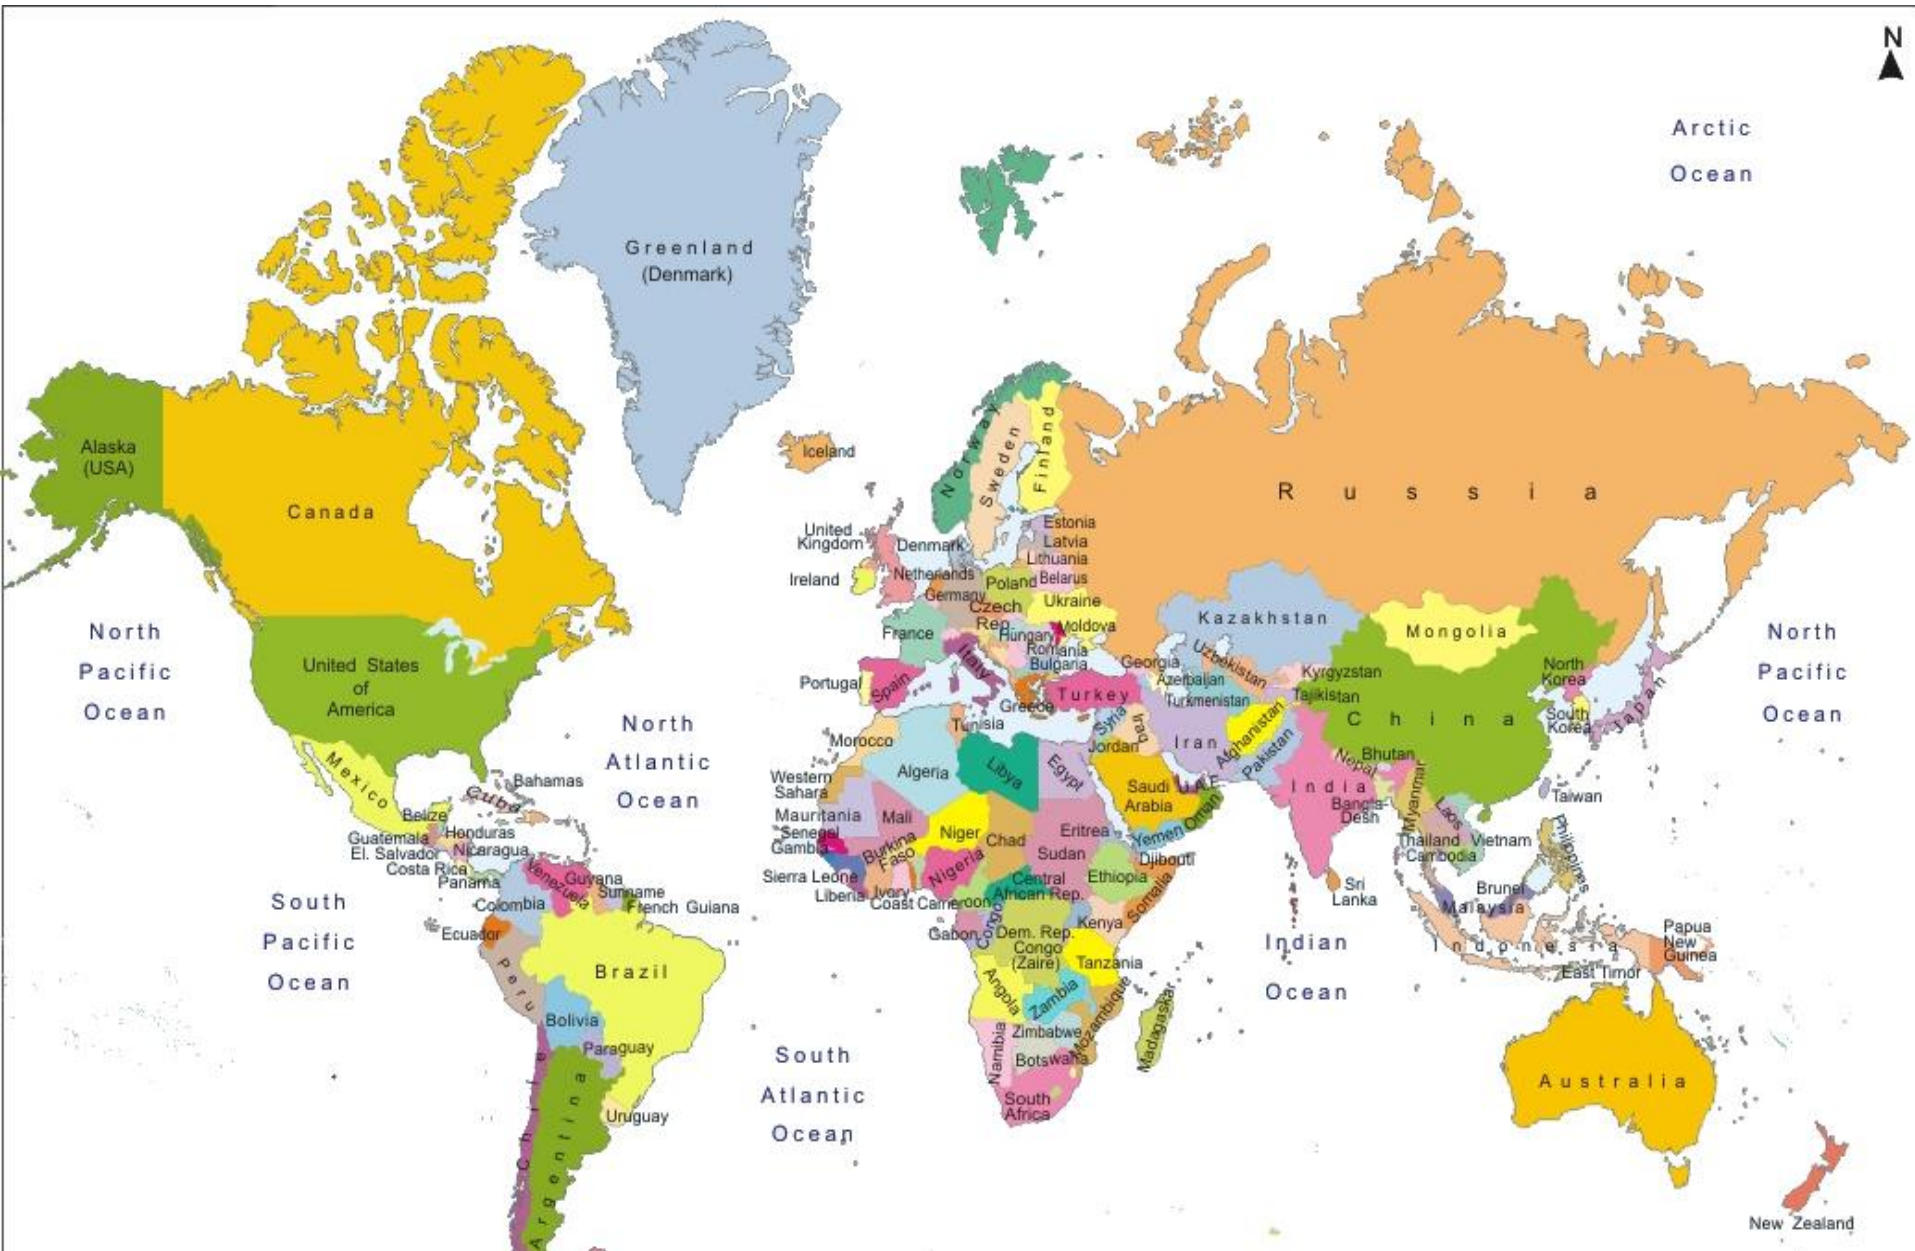 N
Arctic
Ocean
Greenland
(Denmark)
Alaska
(USA)
Canada
Iceland
Norway
Sweden
Finland
Russia
United
Kingdom
Ireland
Denmark
Netherlands
Germany
Estonia
Latvia
Lithuania
Poland
Belarus
Czech
Rep.
Ukraine
Moldova
France
Hungary
Romania
Bulgaria
Italy
Portugal
Spain
Greece
Turkey
Georgia
Azerbaijan
Kazakhstan
Uzbekistan
Turkmenistan
Kyrgyzstan
Tajikistan
Mongolia
China
North
Korea
South
Korea
Japan
North
Pacific
Ocean
North
Pacific
Ocean
United States
of
America
North
Atlantic
Ocean
Mexico
Bahamas
Cuba
Belize
Guatemala
Honduras
El. Salvador
Nicaragua
Costa Rica
Panama
Venezuela
Guyana
Suriname
French Guiana
Colombia
Ecuador
Peru
Brazil
Bolivia
Paraguay
Chile
Argentina
Uruguay
South
Pacific
Ocean
South
Atlantic
Ocean
Morocco
Tunisia
Algeria
Libya
Egypt
Western
Sahara
Mauritania
Mali
Niger
Chad
Sudan
Eritrea
Senegal
Gambia
Burkina
Faso
Nigeria
Sierra Leone
Liberia
Ivory
Coast
Cameroon
Central
African Rep.
Ethiopia
Djibouti
Somalia
Gabon
Congo
Dem. Rep.
Congo
(Zaire)
Kenya
Tanzania
Angola
Zambia
Mozambique
Zimbabwe
Namibia
Botswana
South
Africa
Madagaskar
Syria
Iraq
Jordan
Iran
Saudi
Arabia
U.A.E
Oman
Yemen
Afghanistan
Pakistan
India
Nepal
Bhutan
Bangla-
Desh
Myanmar
Laos
Thailand
Vietnam
Cambodia
Taiwan
Philippines
Sri
Lanka
Brunei
Malaysia
Indonesia
East Timor
Papua
New
Guinea
Indian
Ocean
Australia
New Zealand